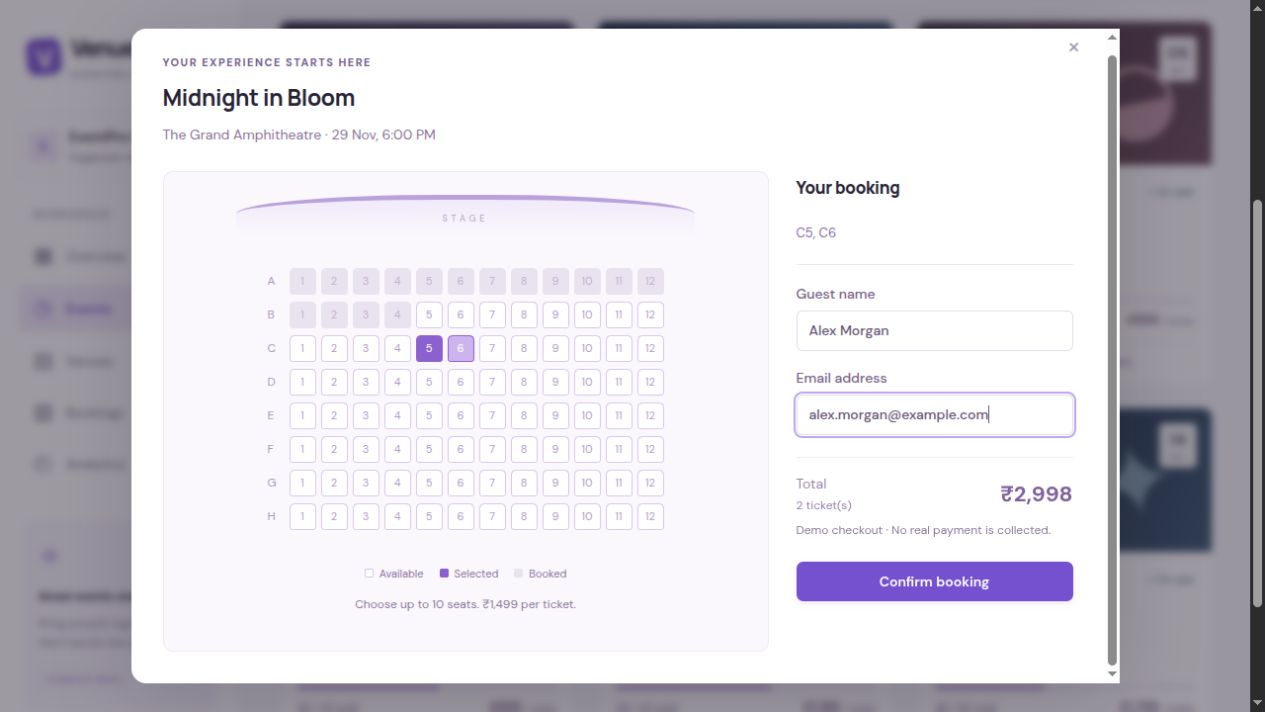 YOUR EXPERIENCE STARTS HERE
×
Midnight in Bloom
The Grand Amphitheatre · 29 Nov, 6:00 PM
STAGE
A 1 2 3 4 5 6 7 8 9 10 11 12
B 1 2 3 4 5 6 7 8 9 10 11 12
C 1 2 3 4 5 6 7 8 9 10 11 12
D 1 2 3 4 5 6 7 8 9 10 11 12
E 1 2 3 4 5 6 7 8 9 10 11 12
F 1 2 3 4 5 6 7 8 9 10 11 12
G 1 2 3 4 5 6 7 8 9 10 11 12
H 1 2 3 4 5 6 7 8 9 10 11 12
Available Selected Booked
Choose up to 10 seats. ₹1,499 per ticket.
Your booking
C5, C6
Guest name
Alex Morgan
Email address
alex.morgan@example.com
Total
2 ticket(s)
₹2,998
Demo checkout · No real payment is collected.
Confirm booking